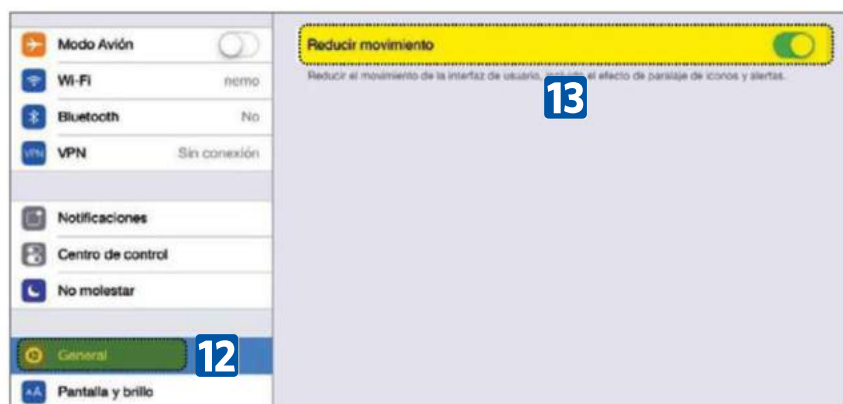 Modo Avión
Wi-Fi nemo
Bluetooth No
VPN Sin conexión
Notificaciones
Centro de control
No molestar
General
12
Pantalla y brillo
Reducir movimiento
Reducir el movimiento de la interfaz de usuario, el efecto de paralaje de iconos y alertas.
13